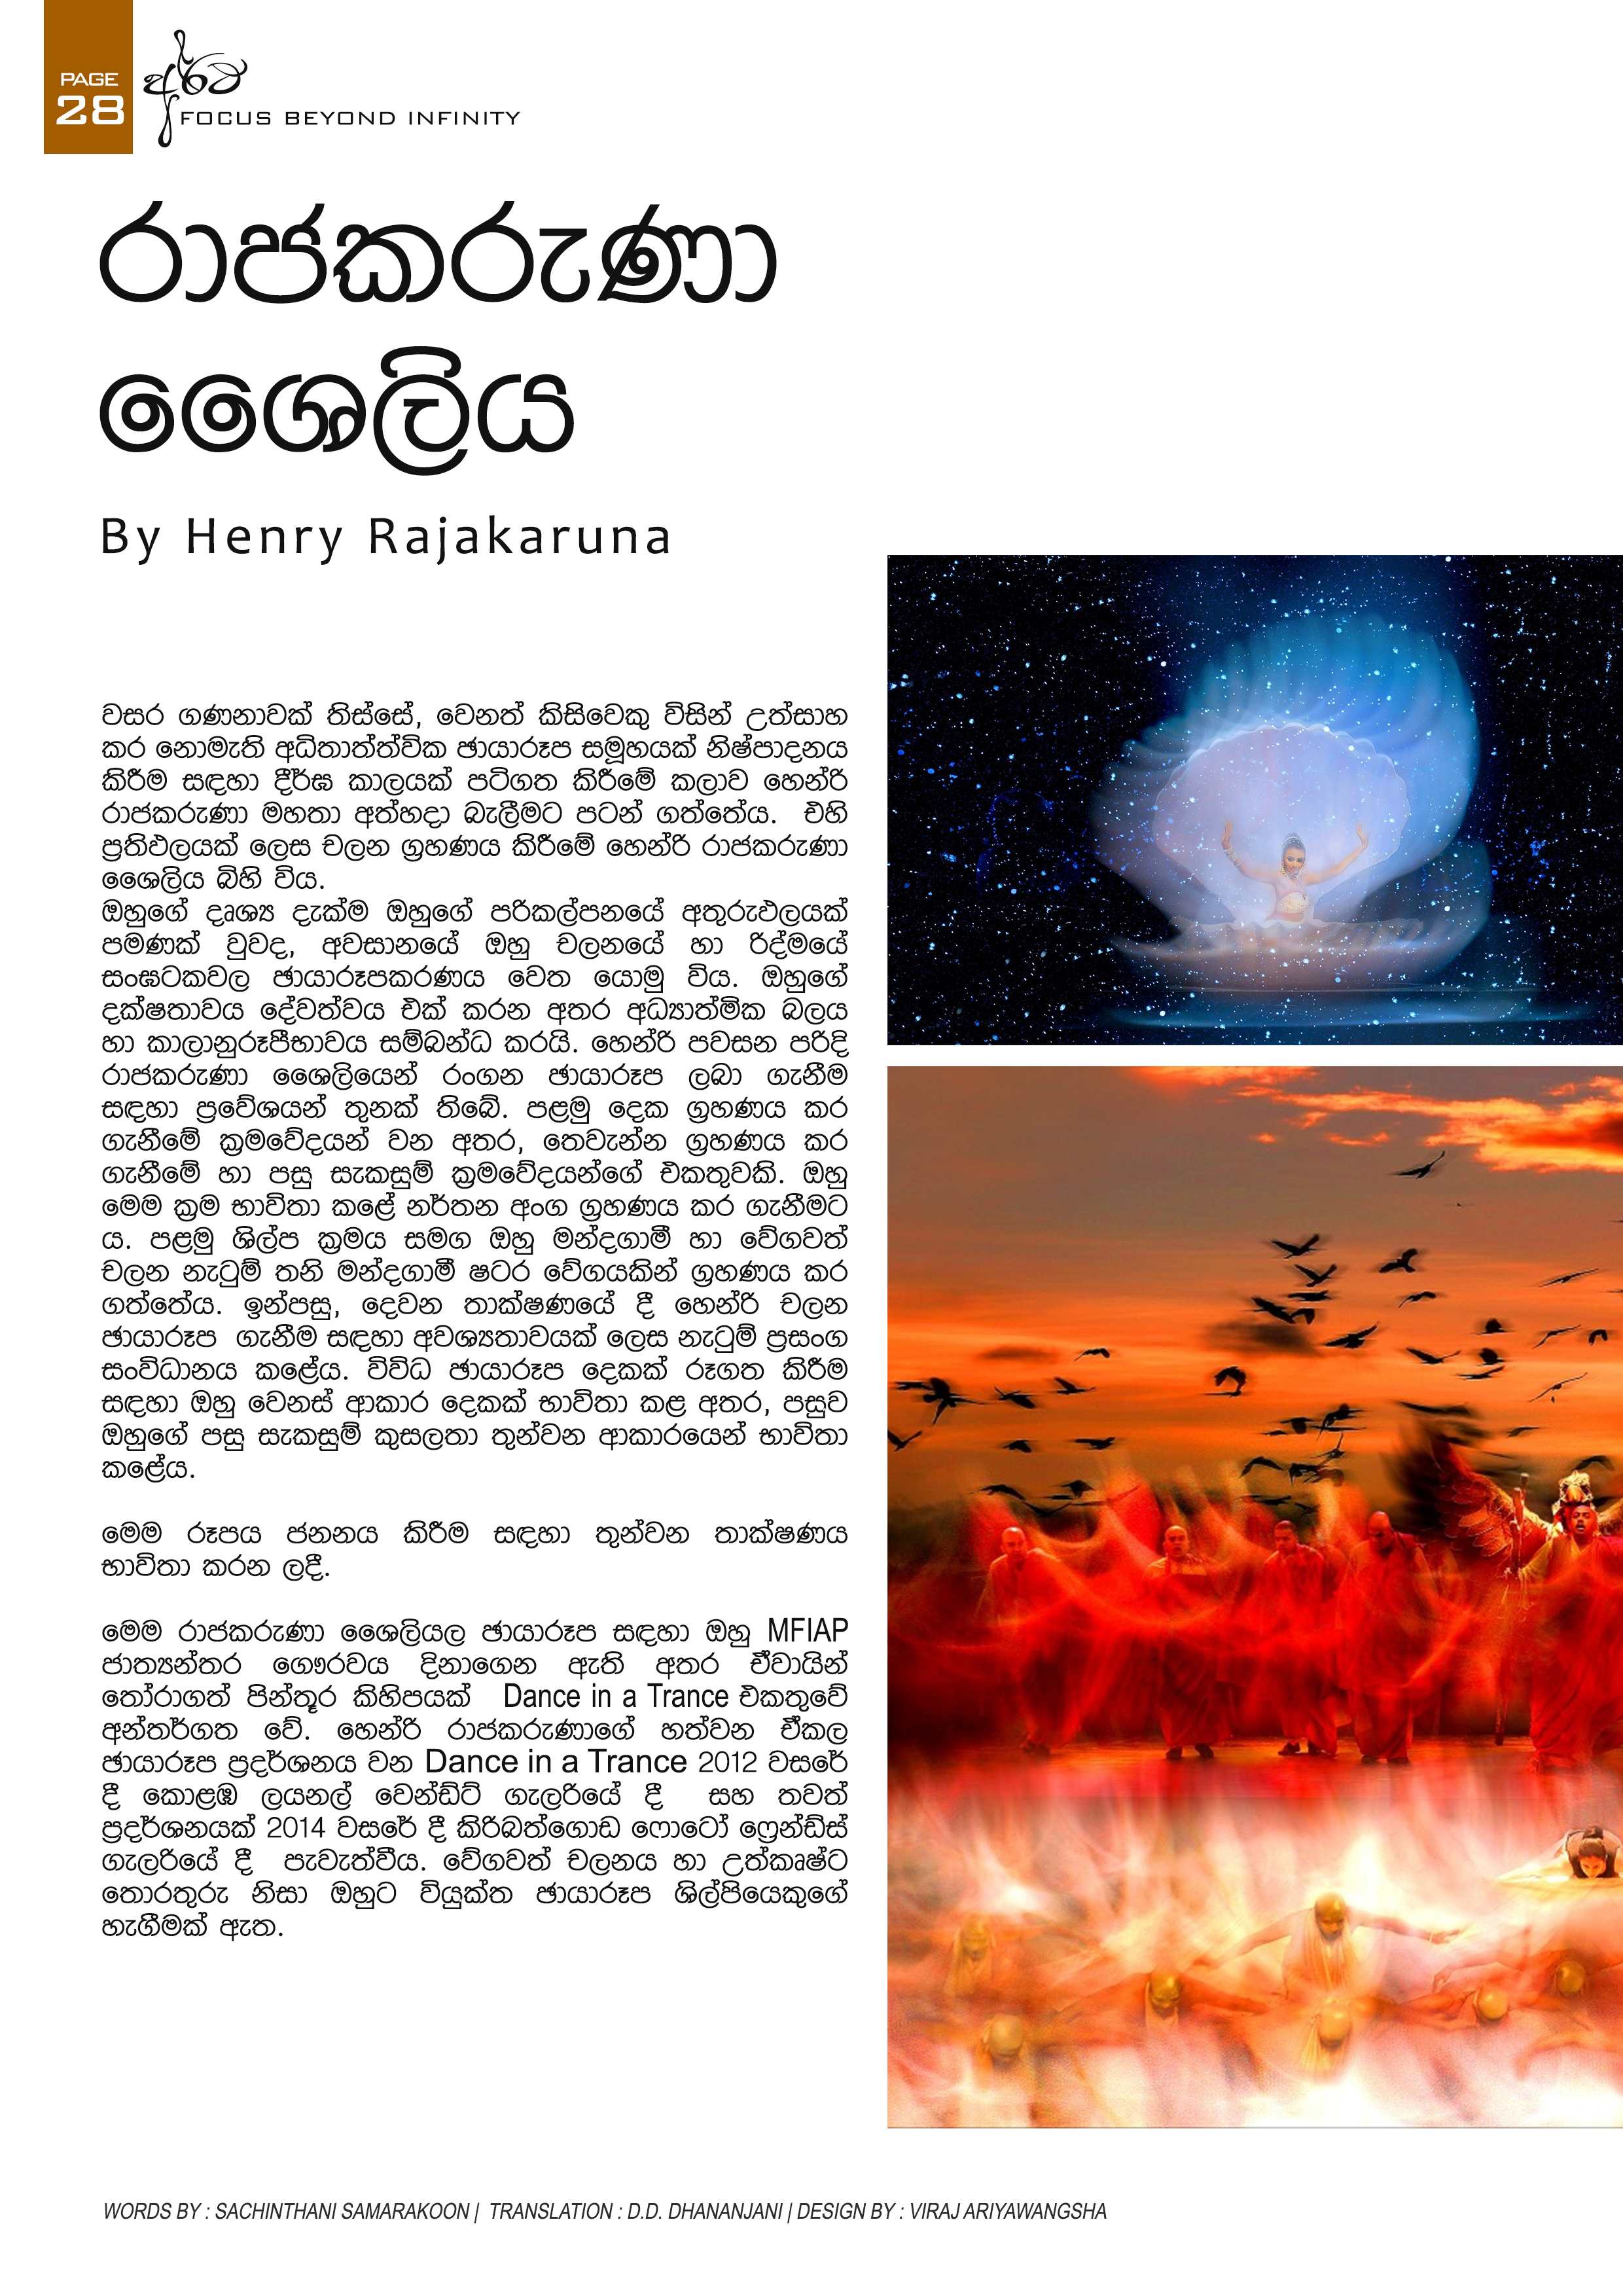 PAGE
28
අර්ට
FOCUS BEYOND INFINITY
රාජකරුණා
ශෛලිය
By Henry Rajakaruna
වසර ගණනාවක් තිස්සේ, වෙනත් කිසිවෙකු විසින් උත්සාහ
කර නොමැති අධිතාත්ත්වික ඡායාරූප සමූහයක් නිෂ්පාදනය
කිරීම සඳහා දීර්ඝ කාලයක් පටිගත කිරීමේ කලාව හෙන්රි
රාජකරුණා මහතා අත්හදා බැලීමට පටන් ගත්තේය. එහි
ප්‍රතිඵලයක් ලෙස චලන ග්‍රහණය කිරීමේ හෙන්රි රාජකරුණා
ශෛලිය බිහි විය.
ඔහුගේ දෘශ්‍ය දැක්ම ඔහුගේ පරිකල්පනයේ අතුරුඵලයක්
පමණක් වුවද, අවසානයේ ඔහු චලනයේ හා රිද්මයේ
සංඝටකවල ඡායාරූපකරණය වෙත යොමු විය. ඔහුගේ
දක්ෂතාවය දේවත්වය එක් කරන අතර අධ්‍යාත්මික බලය
හා කාලානුරූපීභාවය සම්බන්ධ කරයි. හෙන්රි පවසන පරිදි
රාජකරුණා ශෛලියෙන් රංගන ඡායාරූප ලබා ගැනීම
සඳහා ප්‍රවේශයන් තුනක් තිබේ. පළමු දෙක ග්‍රහණය කර
ගැනීමේ ක්‍රමවේදයන් වන අතර, තෙවැන්න ග්‍රහණය කර
ගැනීමේ හා පසු සැකසුම් ක්‍රමවේදයන්ගේ එකතුවකි. ඔහු
මෙම ක්‍රම භාවිතා කළේ නර්තන අංග ග්‍රහණය කර ගැනීමට
ය. පළමු ශිල්ප ක්‍රමය සමග ඔහු මන්දගාමී හා වේගවත්
චලන නැටුම් තනි මන්දගාමී ෂටර වේගයකින් ග්‍රහණය කර
ගත්තේය. ඉන්පසු, දෙවන තාක්ෂණයේ දී හෙන්රි චලන
ඡායාරූප ගැනීම සඳහා අවශ්‍යතාවයක් ලෙස නැටුම් ප්‍රසංග
සංවිධානය කළේය. විවිධ ඡායාරූප දෙකක් රූගත කිරීම
සඳහා ඔහු වෙනස් ආකාර දෙකක් භාවිතා කළ අතර, පසුව
ඔහුගේ පසු සැකසුම් කුසලතා තුන්වන ආකාරයෙන් භාවිතා
කළේය.
මෙම රූපය ජනනය කිරීම සඳහා තුන්වන තාක්ෂණය
භාවිතා කරන ලදී.
මෙම රාජකරුණා ශෛලියල ඡායාරූප සඳහා ඔහු MFIAP
ජාත්‍යන්තර ගෞරවය දිනාගෙන ඇති අතර ඒවායින්
තෝරාගත් පින්තූර කිහිපයක් Dance in a Trance එකතුවේ
අන්තර්ගත වේ. හෙන්රි රාජකරුණාගේ හත්වන ඒකල
ඡායාරූප ප්‍රදර්ශනය වන Dance in a Trance 2012 වසරේ
දී කොළඹ ලයනල් වෙන්ඩ්ට් ගැලරියේ දී සහ තවත්
ප්‍රදර්ශනයක් 2014 වසරේ දී කිරිබත්ගොඩ ෆොටෝ ෆ්‍රෙන්ඩ්ස්
ගැලරියේ දී පැවැත්වීය. වේගවත් චලනය හා උත්කෘෂ්ට
තොරතුරු නිසා ඔහුට වියුක්ත ඡායාරූප ශිල්පියෙකුගේ
හැගීමක් ඇත.
WORDS BY : SACHINTHANI SAMARAKOON | TRANSLATION : D.D. DHANANJANI | DESIGN BY : VIRAJ ARIYAWANGSHA